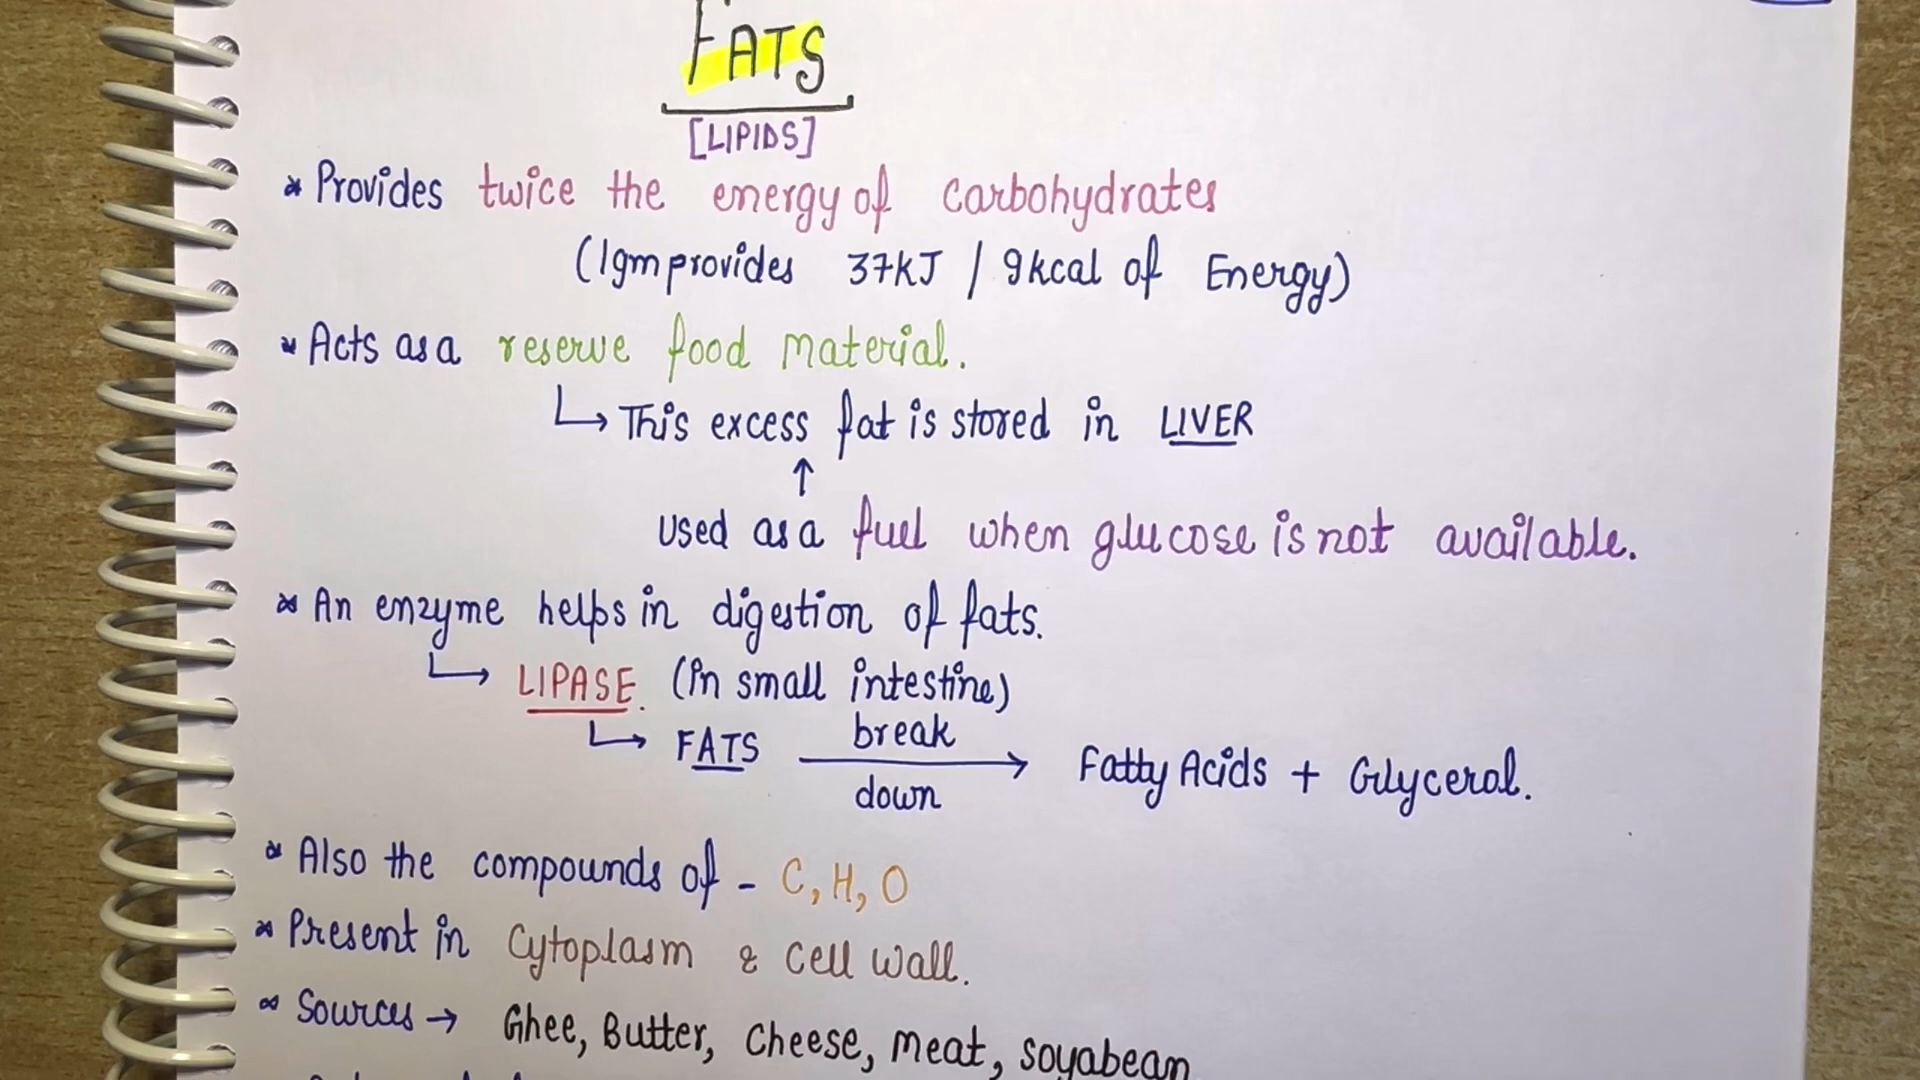 FATS
[LIPIDS]
* Provides twice the energy of carbohydrates
(1gm provides 37kJ / 9kcal of Energy)
* Acts as a reserve food material.
↳ This excess fat is stored in LIVER
↑
Used as a fuel when glucose is not available.
* An enzyme helps in digestion of fats.
↳ LIPASE. (in small intestine)
↳ FATS break down → Fatty Acids + Glycerol.
* Also the compounds of - C, H, O
* Present in Cytoplasm & Cell Wall.
* Sources → Ghee, Butter, Cheese, Meat, Soyabean